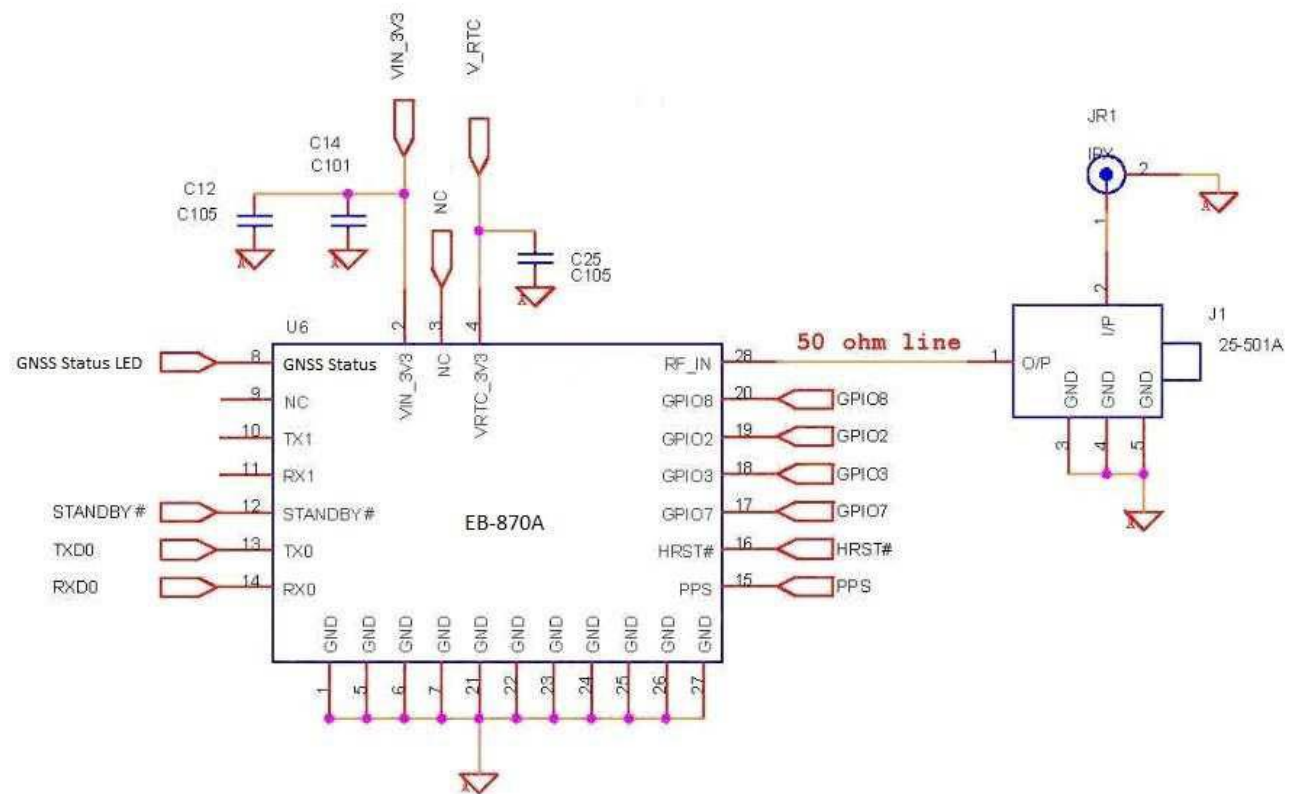 VIN_3V3
V_RTC
C14
C101
C12
C105
NC
C25
C105
JR1
IPX
2
1
2
I/P
J1
25-501A
1
O/P
GND
GND
GND
3
4
5
U6
2
3
4
VIN_3V3
NC
VRTC_3V3
50 ohm line
GNSS Status LED
8
GNSS Status
9
NC
10
TX1
11
RX1
STANDBY#
12
STANDBY#
TXD0
13
TX0
RXD0
14
RX0
EB-870A
RF_IN
28
GPIO8
20
GPIO8
GPIO2
19
GPIO2
GPIO3
18
GPIO3
GPIO7
17
GPIO7
HRST#
16
HRST#
PPS
15
PPS
GND
GND
GND
GND
GND
GND
GND
GND
GND
GND
GND
1
5
6
7
21
22
23
24
25
26
27